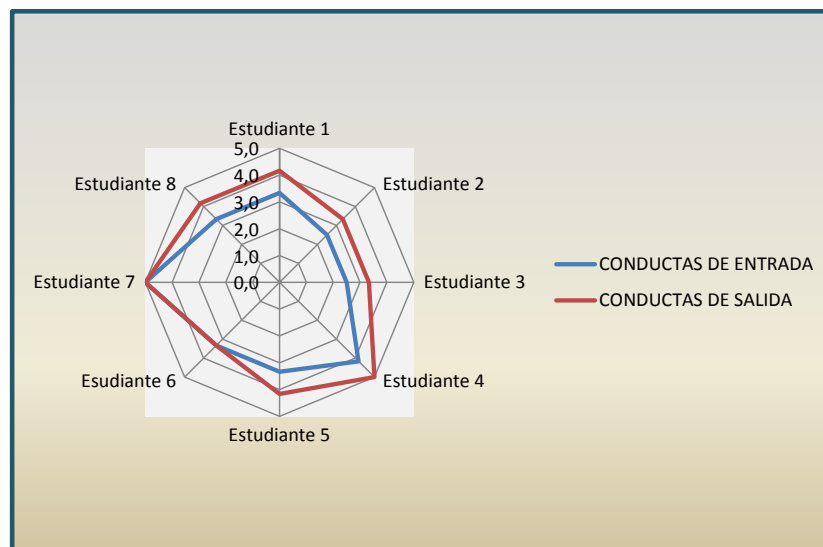 Estudiante 1
5,0
4,0
3,0
2,0
1,0
0,0
Estudiante 2
Estudiante 3
Estudiante 4
Estudiante 5
Estudiante 6
Estudiante 7
Estudiante 8
CONDUCTAS DE ENTRADA
CONDUCTAS DE SALIDA